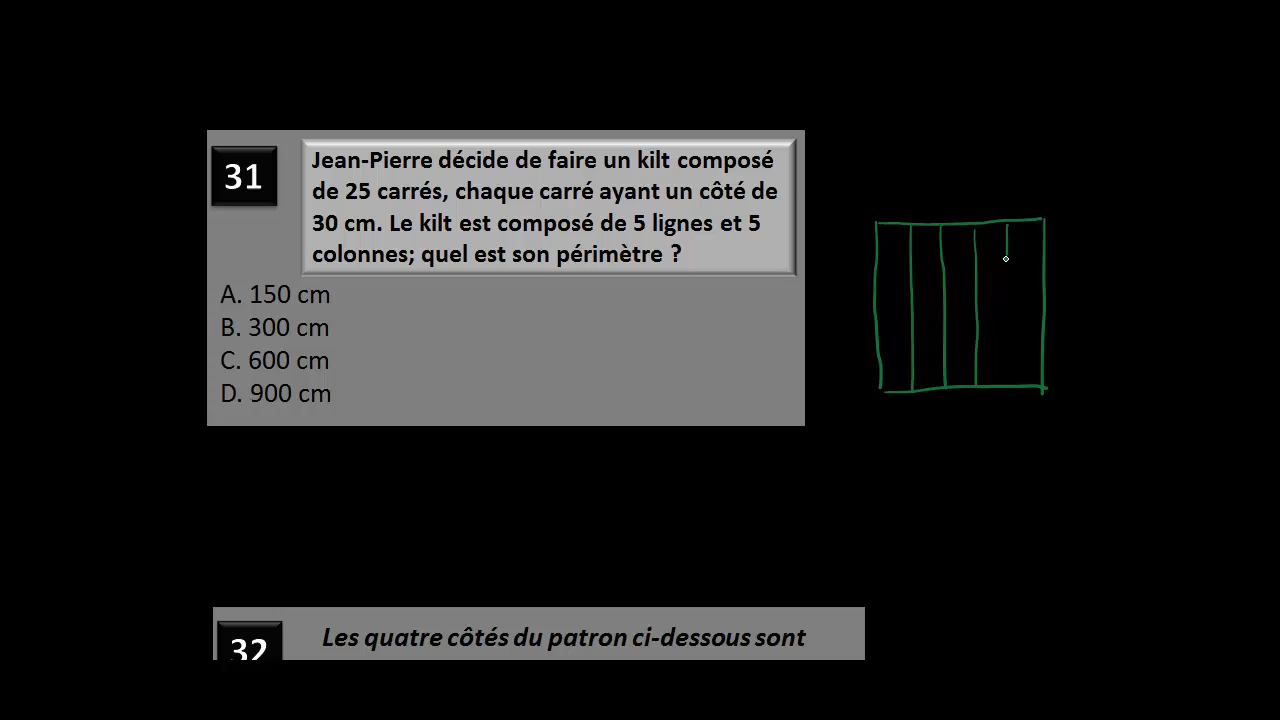 31
Jean-Pierre décide de faire un kilt composé
de 25 carrés, chaque carré ayant un côté de
30 cm. Le kilt est composé de 5 lignes et 5
colonnes; quel est son périmètre ?
A. 150 cm
B. 300 cm
C. 600 cm
D. 900 cm
32
Les quatre côtés du patron ci-dessous sont